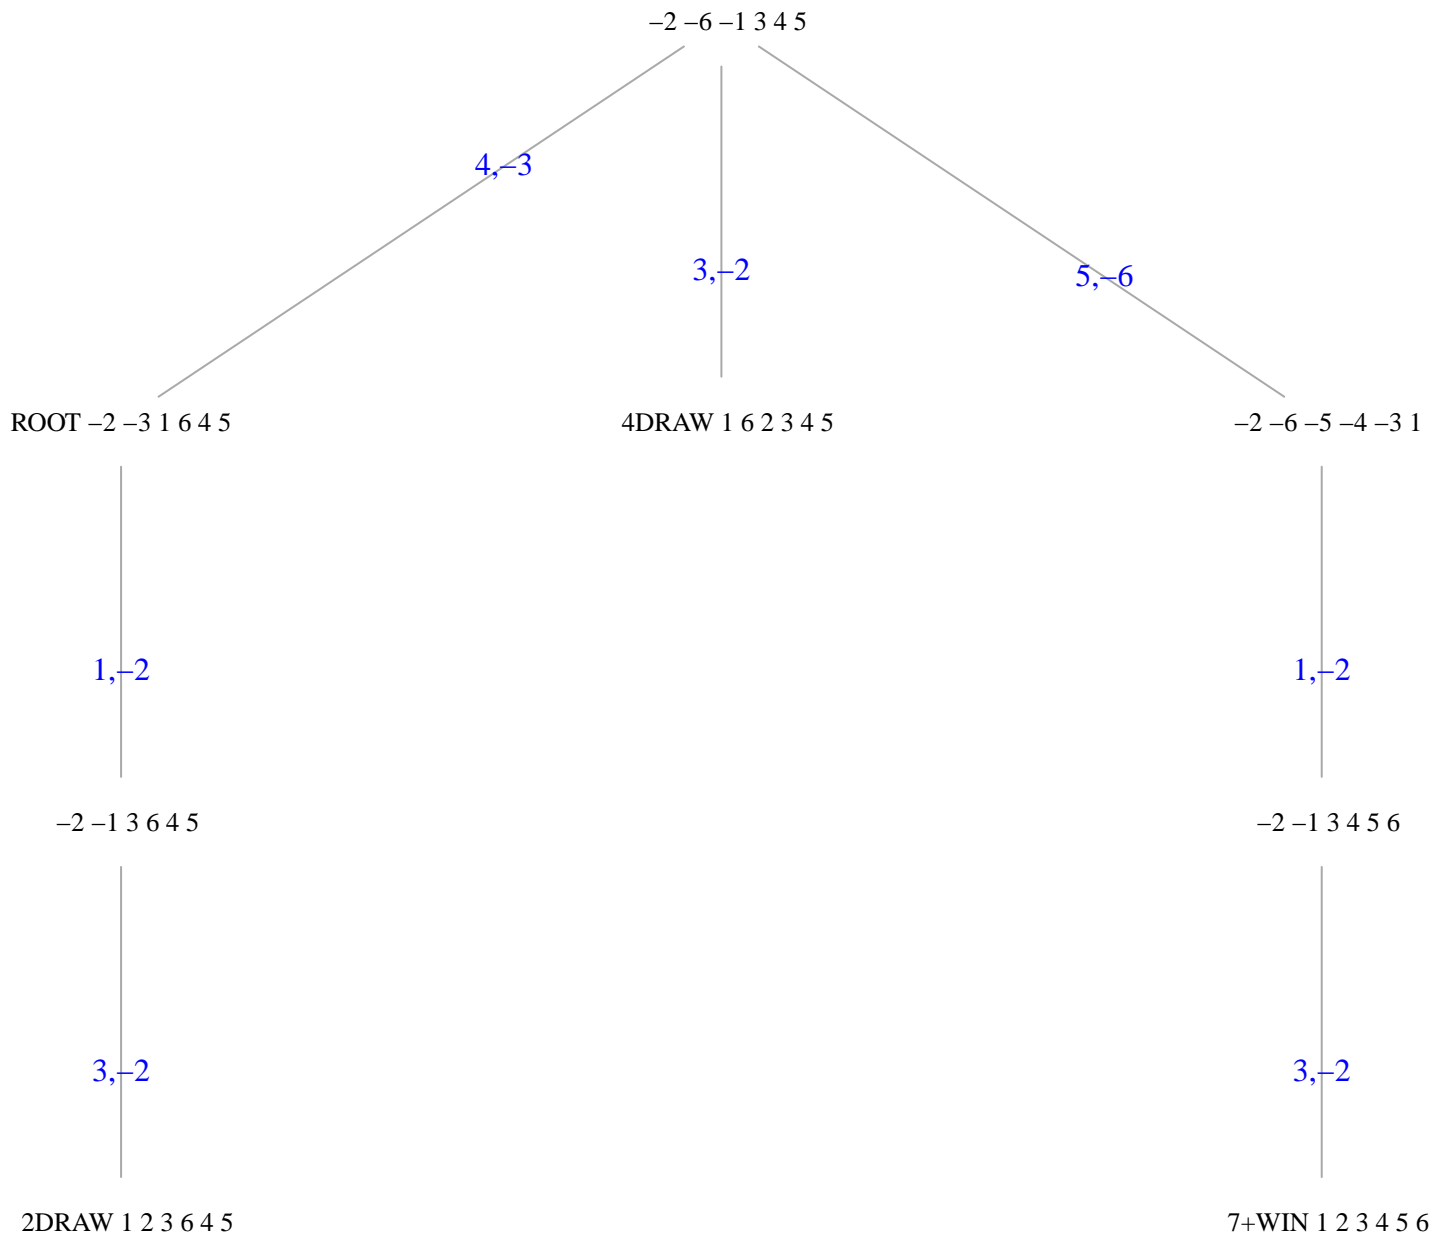 –2 –6 –1 3 4 5
4,–3
3,–2
5,–6
ROOT –2 –3 1 6 4 5
4DRAW 1 6 2 3 4 5
–2 –6 –5 –4 –3 1
1,–2
1,–2
–2 –1 3 6 4 5
–2 –1 3 4 5 6
3,–2
3,–2
2DRAW 1 2 3 6 4 5
7+WIN 1 2 3 4 5 6